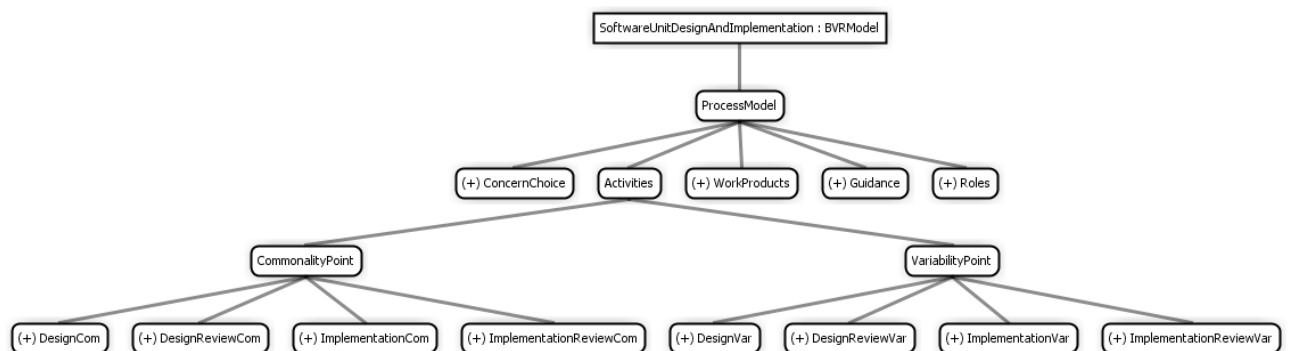 SoftwareUnitDesignAndImplementation : BVRModel
ProcessModel
(+) ConcernChoice
Activities
(+) WorkProducts
(+) Guidance
(+) Roles
CommonalityPoint
VariabilityPoint
(+) DesignCom
(+) DesignReviewCom
(+) ImplementationCom
(+) ImplementationReviewCom
(+) DesignVar
(+) DesignReviewVar
(+) ImplementationVar
(+) ImplementationReviewVar